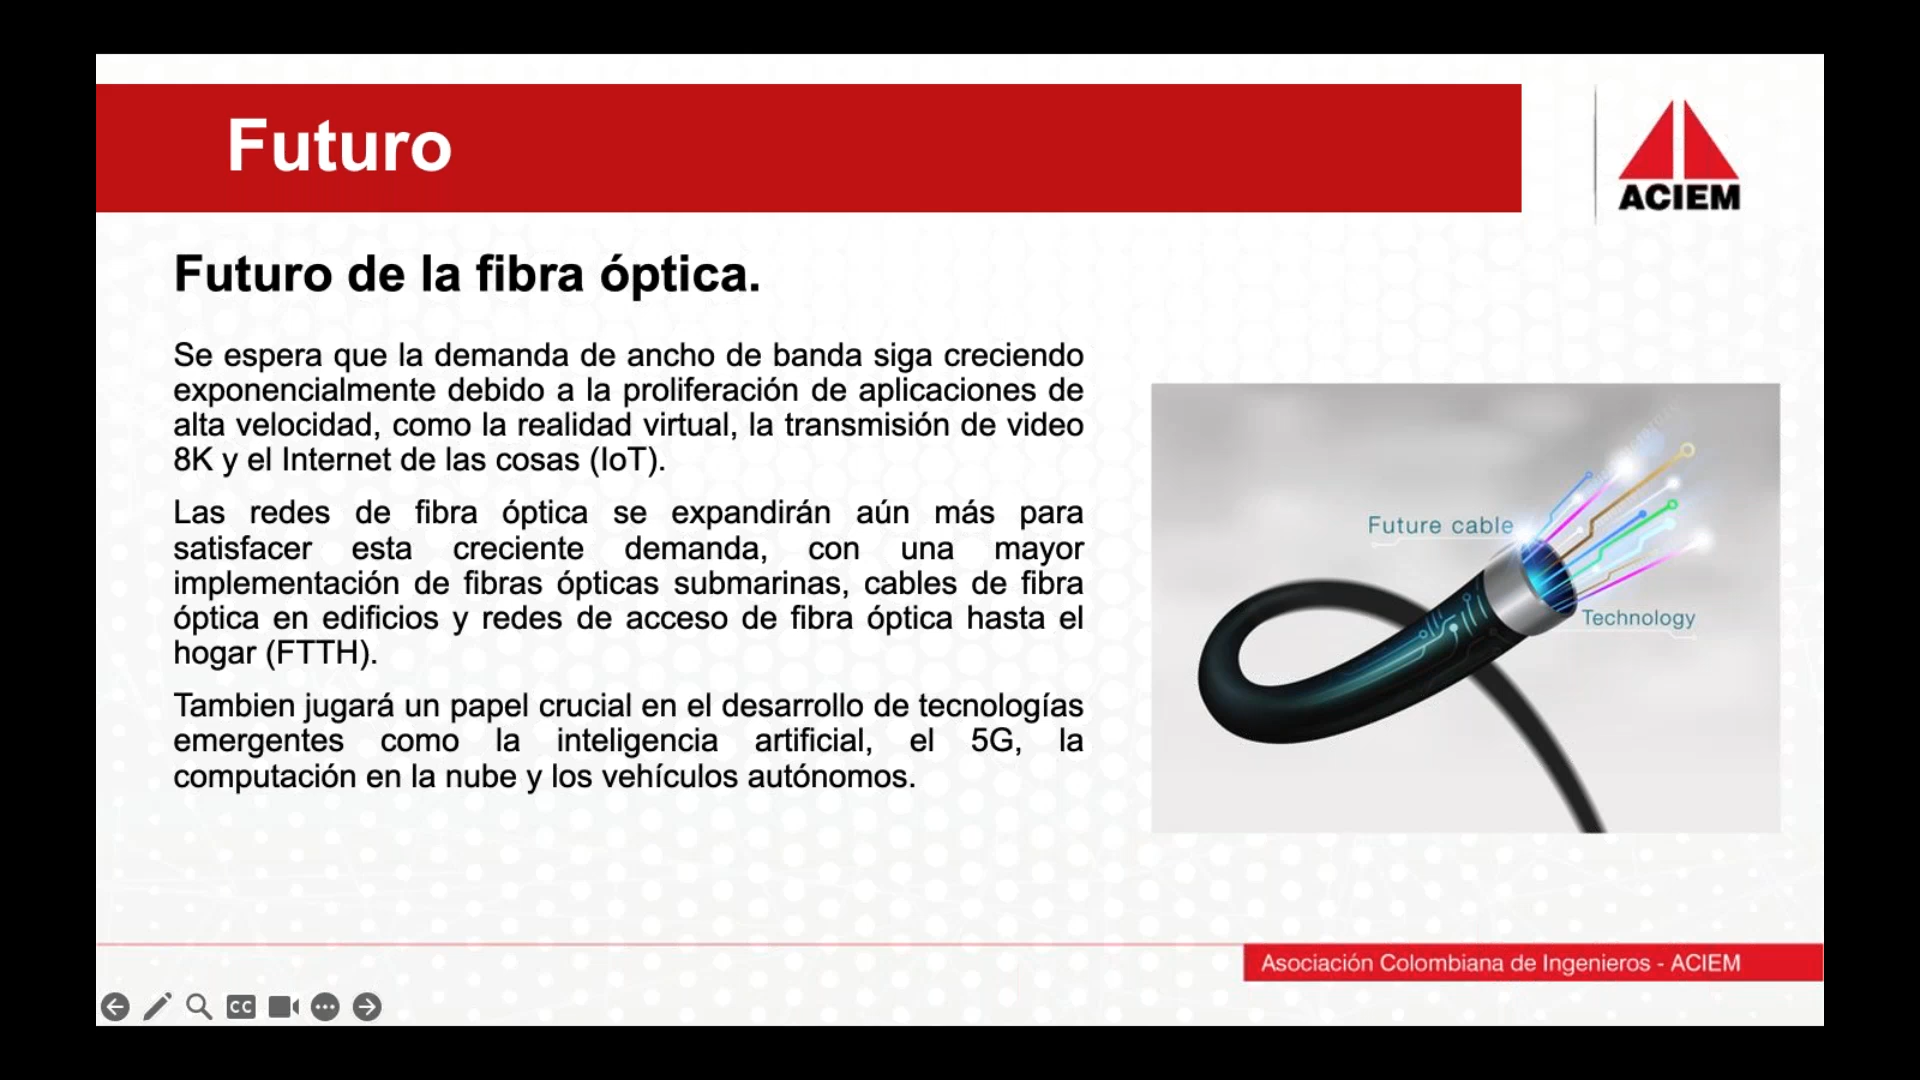 Futuro
ACIEM
Futuro de la fibra óptica.
Se espera que la demanda de ancho de banda siga creciendo
exponencialmente debido a la proliferación de aplicaciones de
alta velocidad, como la realidad virtual, la transmisión de video
8K y el Internet de las cosas (IoT).
Las redes de fibra óptica se expandirán aún más para
satisfacer esta creciente demanda, con una mayor
implementación de fibras ópticas submarinas, cables de fibra
óptica en edificios y redes de acceso de fibra óptica hasta el
hogar (FTTH).
Tambien jugará un papel crucial en el desarrollo de tecnologías
emergentes como la inteligencia artificial, el 5G, la
computación en la nube y los vehículos autónomos.
Future cable
Technology
Asociación Colombiana de Ingenieros - ACIEM
CC